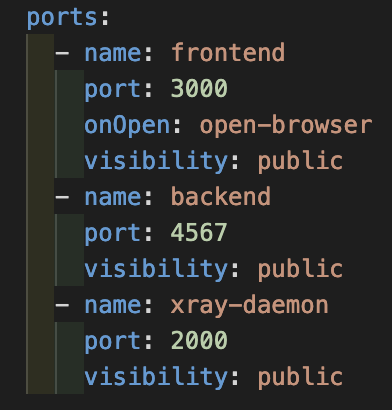 ports:
  - name: frontend
    port: 3000
    onOpen: open-browser
    visibility: public
  - name: backend
    port: 4567
    visibility: public
  - name: xray-daemon
    port: 2000
    visibility: public